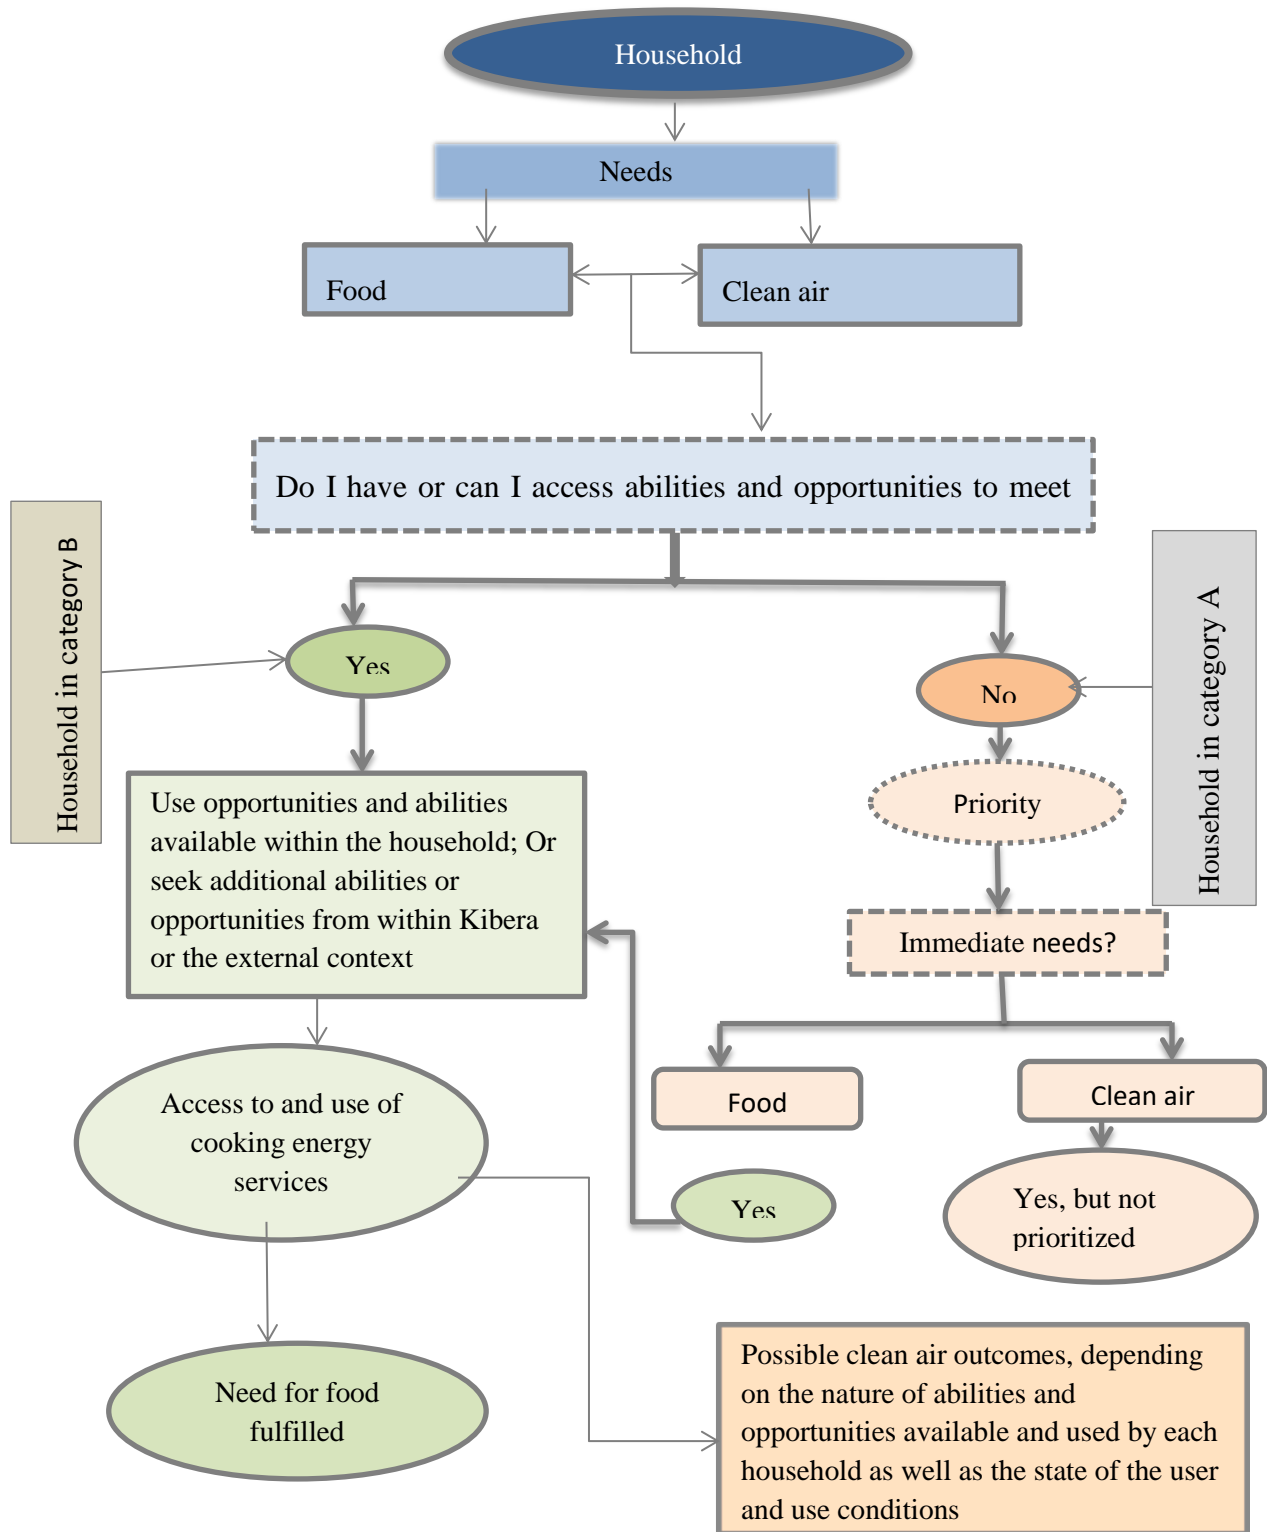 Household
Needs
Food
Clean air
Do I have or can I access abilities and opportunities to meet
Household in category B
Household in category A
Yes
No
Use opportunities and abilities
available within the household; Or
seek additional abilities or
opportunities from within Kibera
or the external context
Priority
Immediate needs?
Food
Clean air
Access to and use of
cooking energy
services
Yes
Yes, but not
prioritized
Need for food
fulfilled
Possible clean air outcomes, depending
on the nature of abilities and
opportunities available and used by each
household as well as the state of the user
and use conditions